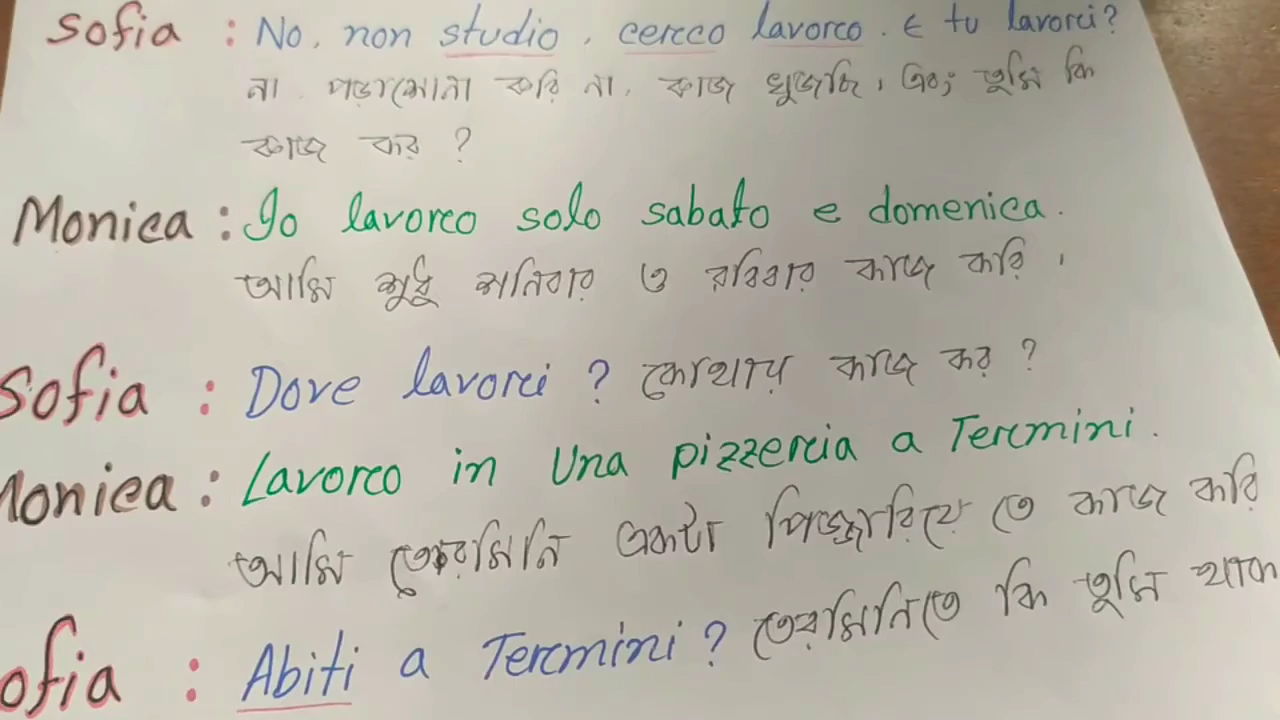 Sofia : No, non studio, cerco lavoro. E tu lavori?
না, পড়াশোনা করি না, কাজ খুজছি, এবং তুমি কি
কাজ কর ?
Monica : Io lavoro solo sabato e domenica.
আমি শুধু শনিবার ও রবিবার কাজ করি ।
Sofia : Dove lavori ? কোথায় কাজ কর ?
Monica : Lavoro in Una pizzeria a Termini.
আমি তেরমিনি একটা পিজ্জারিয়ে তে কাজ করি
ofia : Abiti a Termini ? তেরমিনিতে কি তুমি থাক